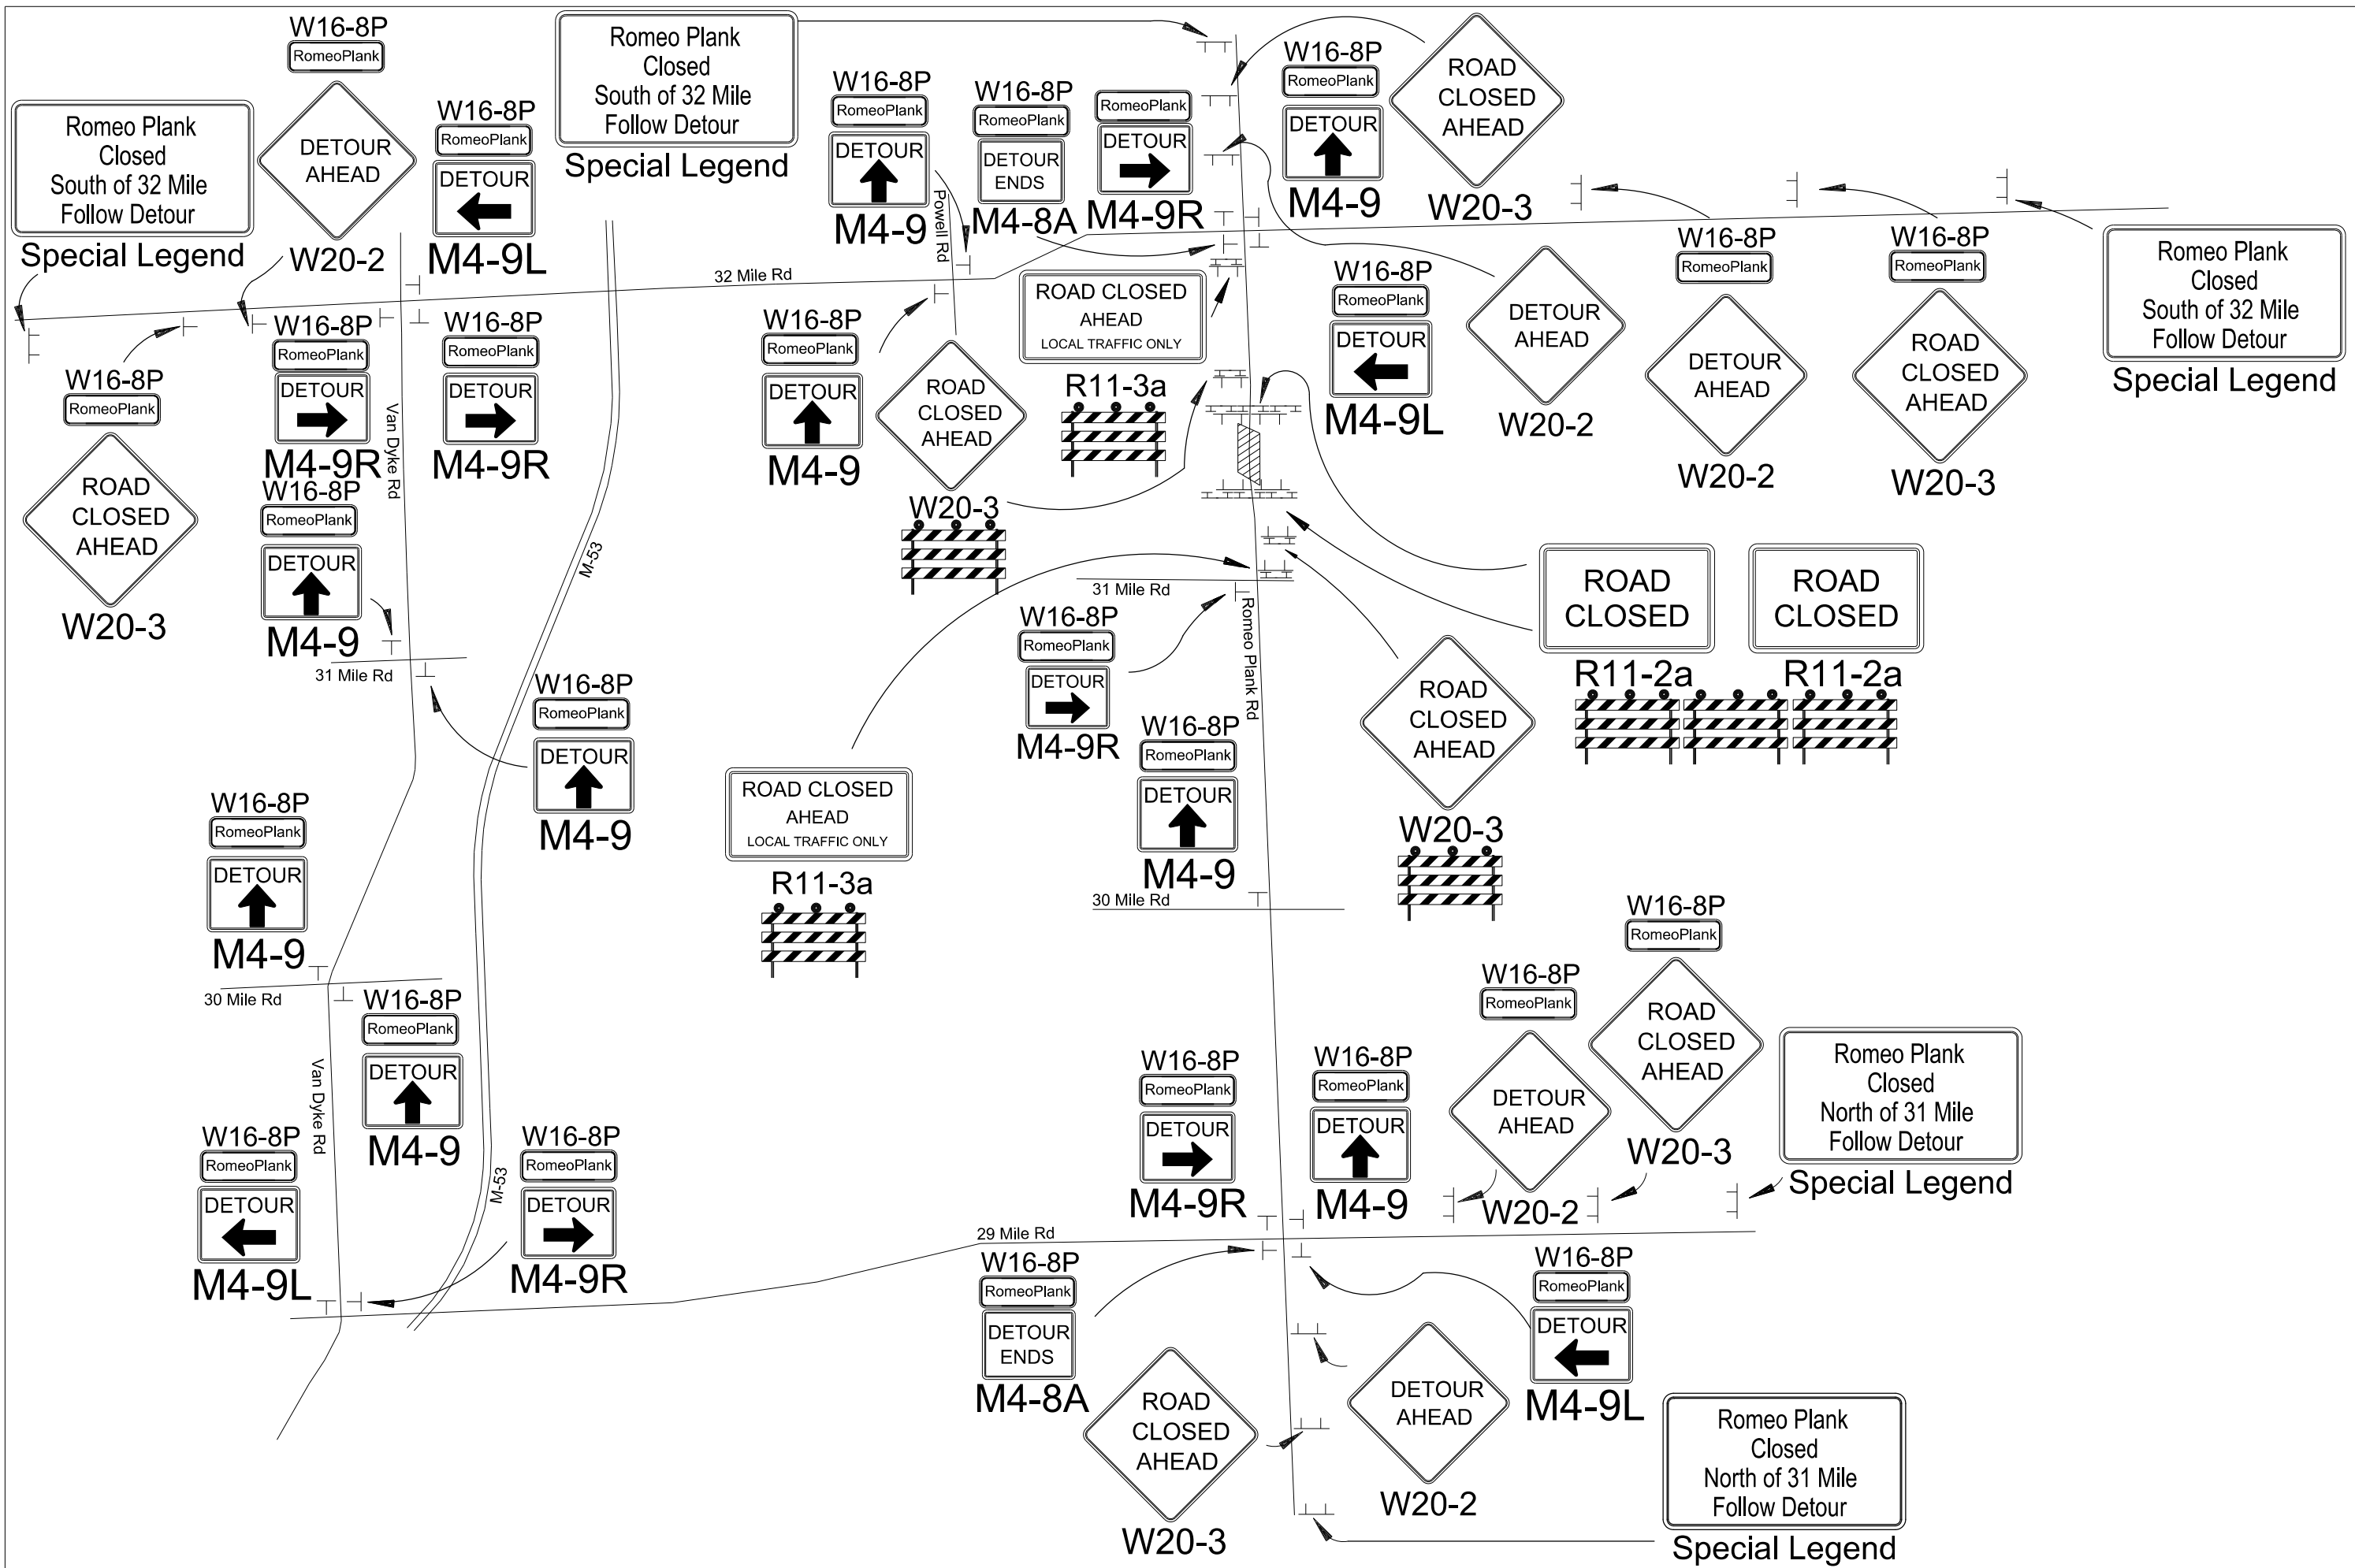 W16-8P
RomeoPlank
Romeo Plank
Closed
South of 32 Mile
Follow Detour
Special Legend
DETOUR
AHEAD
W20-2
W16-8P
RomeoPlank
DETOUR
M4-9L
Romeo Plank
Closed
South of 32 Mile
Follow Detour
Special Legend
W16-8P
RomeoPlank
DETOUR
M4-9
Powell Rd
W16-8P
RomeoPlank
DETOUR
ENDS
M4-8A
RomeoPlank
DETOUR
M4-9R
W16-8P
RomeoPlank
DETOUR
M4-9
ROAD
CLOSED
AHEAD
W20-3
W16-8P
RomeoPlank
DETOUR
AHEAD
W20-2
W16-8P
RomeoPlank
ROAD
CLOSED
AHEAD
W20-3
Romeo Plank
Closed
South of 32 Mile
Follow Detour
Special Legend
32 Mile Rd
W16-8P
RomeoPlank
ROAD
CLOSED
AHEAD
W20-3
W16-8P
RomeoPlank
DETOUR
M4-9R
W16-8P
RomeoPlank
DETOUR
M4-9
Van Dyke Rd
W16-8P
RomeoPlank
DETOUR
M4-9R
M-53
W16-8P
RomeoPlank
DETOUR
M4-9
ROAD
CLOSED
AHEAD
W20-3
ROAD CLOSED
AHEAD
LOCAL TRAFFIC ONLY
R11-3a
W16-8P
RomeoPlank
DETOUR
M4-9L
DETOUR
AHEAD
W20-2
31 Mile Rd
W16-8P
RomeoPlank
DETOUR
M4-9
31 Mile Rd
Romeo Plank Rd
W16-8P
RomeoPlank
DETOUR
M4-9R
W16-8P
RomeoPlank
DETOUR
M4-9
ROAD
CLOSED
R11-2a
ROAD
CLOSED
R11-2a
ROAD
CLOSED
AHEAD
W20-3
ROAD CLOSED
AHEAD
LOCAL TRAFFIC ONLY
R11-3a
W16-8P
RomeoPlank
DETOUR
M4-9
30 Mile Rd
W16-8P
RomeoPlank
DETOUR
M4-9
30 Mile Rd
Van Dyke Rd
W16-8P
RomeoPlank
DETOUR
M4-9L
M-53
W16-8P
RomeoPlank
DETOUR
M4-9R
W16-8P
RomeoPlank
DETOUR
M4-9R
W16-8P
RomeoPlank
DETOUR
M4-9
W16-8P
RomeoPlank
DETOUR
AHEAD
W20-2
W16-8P
RomeoPlank
ROAD
CLOSED
AHEAD
W20-3
Romeo Plank
Closed
North of 31 Mile
Follow Detour
Special Legend
29 Mile Rd
W16-8P
RomeoPlank
DETOUR
ENDS
M4-8A
ROAD
CLOSED
AHEAD
W20-3
DETOUR
AHEAD
W20-2
W16-8P
RomeoPlank
DETOUR
M4-9L
Romeo Plank
Closed
North of 31 Mile
Follow Detour
Special Legend